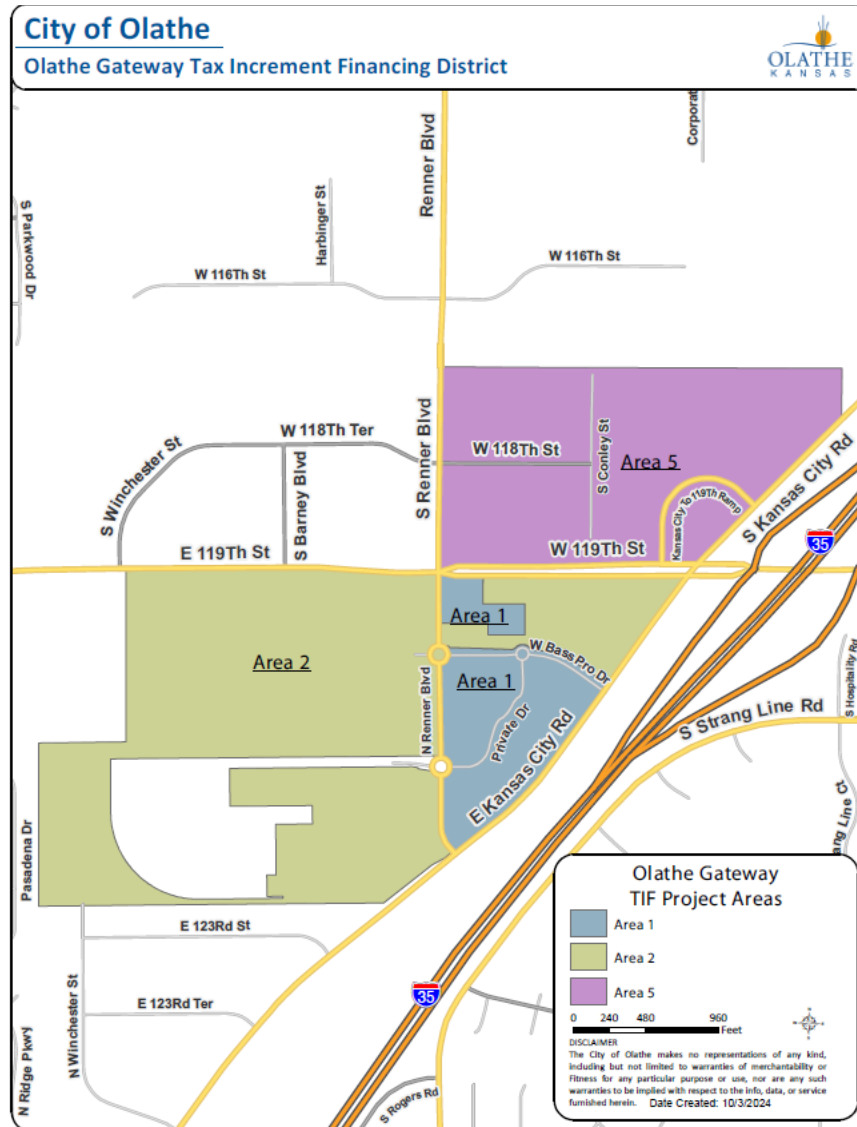 City of Olathe
Olathe Gateway Tax Increment Financing District
OLATHE
KANSAS
Corporat
Renner Blvd
S Parkwood Dr
Harbinger St
W 116Th St
W 116Th St
S Renner Blvd
W 118Th Ter
W 118Th St
S Conley St
Area 5
S Winchester St
S Barney Blvd
Kansas City To 119Th Ramp
S Kansas City Rd
35
E 119Th St
W 119Th St
Area 1
W Bass Pro Dr
Area 2
Area 1
N Renner Blvd
Private Dr
E Kansas City Rd
S Hospitality Rd
S Strang Line Rd
ang Line Ct
Pasadena Dr
E 123Rd St
N Winchester St
E 123Rd Ter
35
N Ridge Pkwy
S Rogers Rd
Olathe Gateway
TIF Project Areas
Area 1
Area 2
Area 5
0 240 480 960
Feet
DISCLAIMER
The City of Olathe makes no representations of any kind,
including but not limited to warranties of merchantability or
Fitness for any particular purpose or use, nor are any such
warranties to be implied with respect to the info, data, or service
furnished herein. Date Created: 10/3/2024